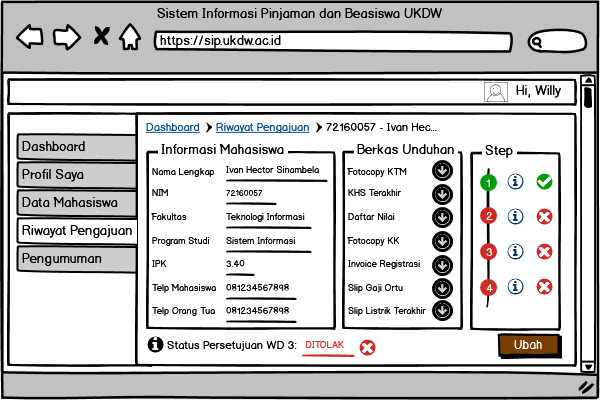 Sistem Informasi Pinjaman dan Beasiswa UKDW
https://sip.ukdw.ac.id
Hi, Willy
Dashboard
Profil Saya
Data Mahasiswa
Riwayat Pengajuan
Pengumuman
Dashboard Riwayat Pengajuan 72160057 - Ivan Hec...
Informasi Mahasiswa
Nama Lengkap Ivan Hector Sinambela
NIM 72160057
Fakultas Teknologi Informasi
Program Studi Sistem Informasi
IPK 3.40
Telp Mahasiswa 081234567898
Telp Orang Tua 081234567898
Berkas Unduhan
Fotocopy KTM
KHS Terakhir
Daftar Nilai
Fotocopy KK
Invoice Registrasi
Slip Gaji Ortu
Slip Listrik Terakhir
Step
1
2
3
4
Status Persetujuan WD 3: DITOLAK
Ubah